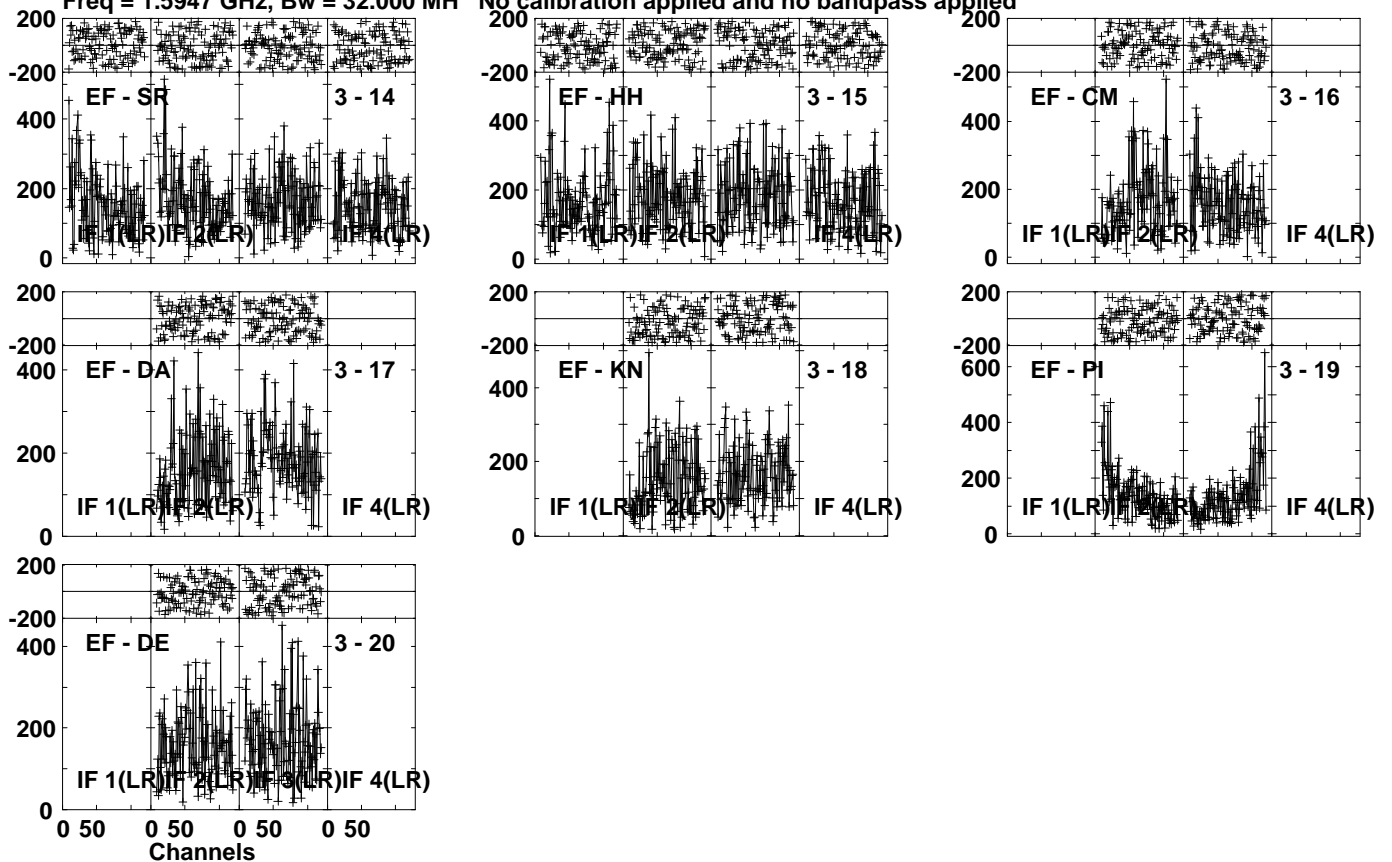 Freq = 1.5947 GHz, Bw = 32.000 MH No calibration applied and no bandpass applied
200 200 200
-200 -200 -200
EF - SR 3 - 14 EF - HH 3 - 15 EF - CM 3 - 16
400 400 400
200 200 200
IF 1(LR) IF 2(LR) IF 4(LR) IF 1(LR) IF 2(LR) IF 4(LR) IF 1(LR) IF 2(LR) IF 4(LR)
0 0 0
200 200 200
-200 -200 -200
EF - DA 3 - 17 EF - KN 3 - 18 EF - PI 3 - 19
400 400 600
400
200 200 200
IF 1(LR) IF 2(LR) IF 4(LR) IF 1(LR) IF 2(LR) IF 4(LR) IF 1(LR) IF 2(LR) IF 4(LR)
0 0 0
200
-200
EF - DE 3 - 20
400
200
IF 1(LR) IF 2(LR) IF 3(LR) IF 4(LR)
0
0 50 0 50 0 50 0 50
Channels